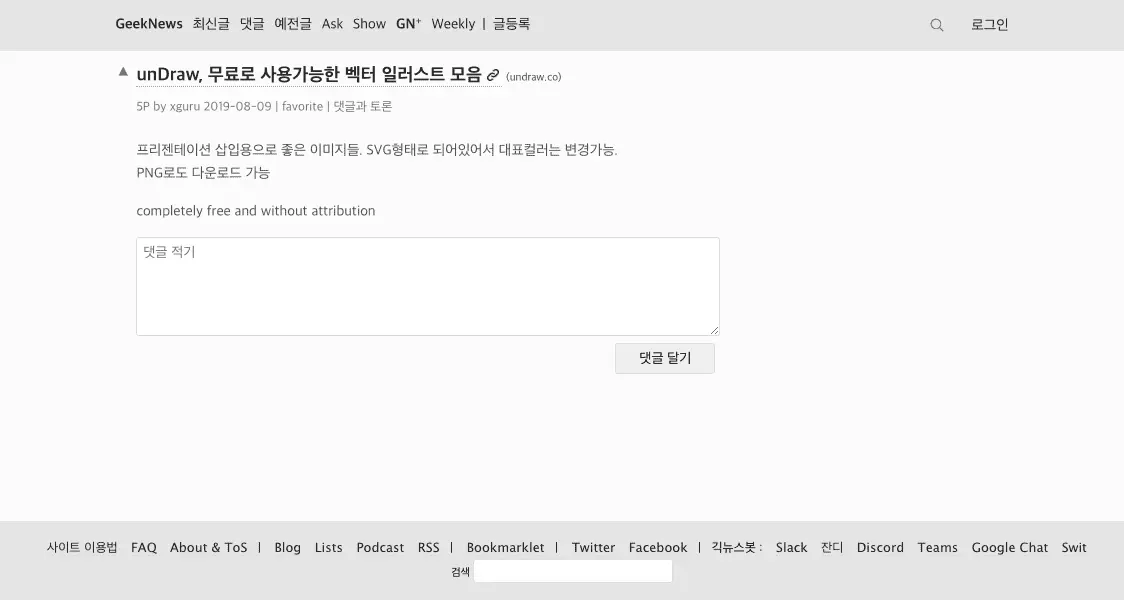 GeekNews 최신글 댓글 예전글 Ask Show GN⁺ Weekly | 글등록 로그인
▲ unDraw, 무료로 사용가능한 벡터 일러스트 모음 (undraw.co)
5P by xguru 2019-08-09 | favorite | 댓글과 토론
프리젠테이션 삽입용으로 좋은 이미지들. SVG형태로 되어있어서 대표컬러는 변경가능.
PNG로도 다운로드 가능
completely free and without attribution
댓글 적기
댓글 달기
사이트 이용법 FAQ About & ToS | Blog Lists Podcast RSS | Bookmarklet | Twitter Facebook | 긱뉴스봇 : Slack 잔디 Discord Teams Google Chat Swit
검색